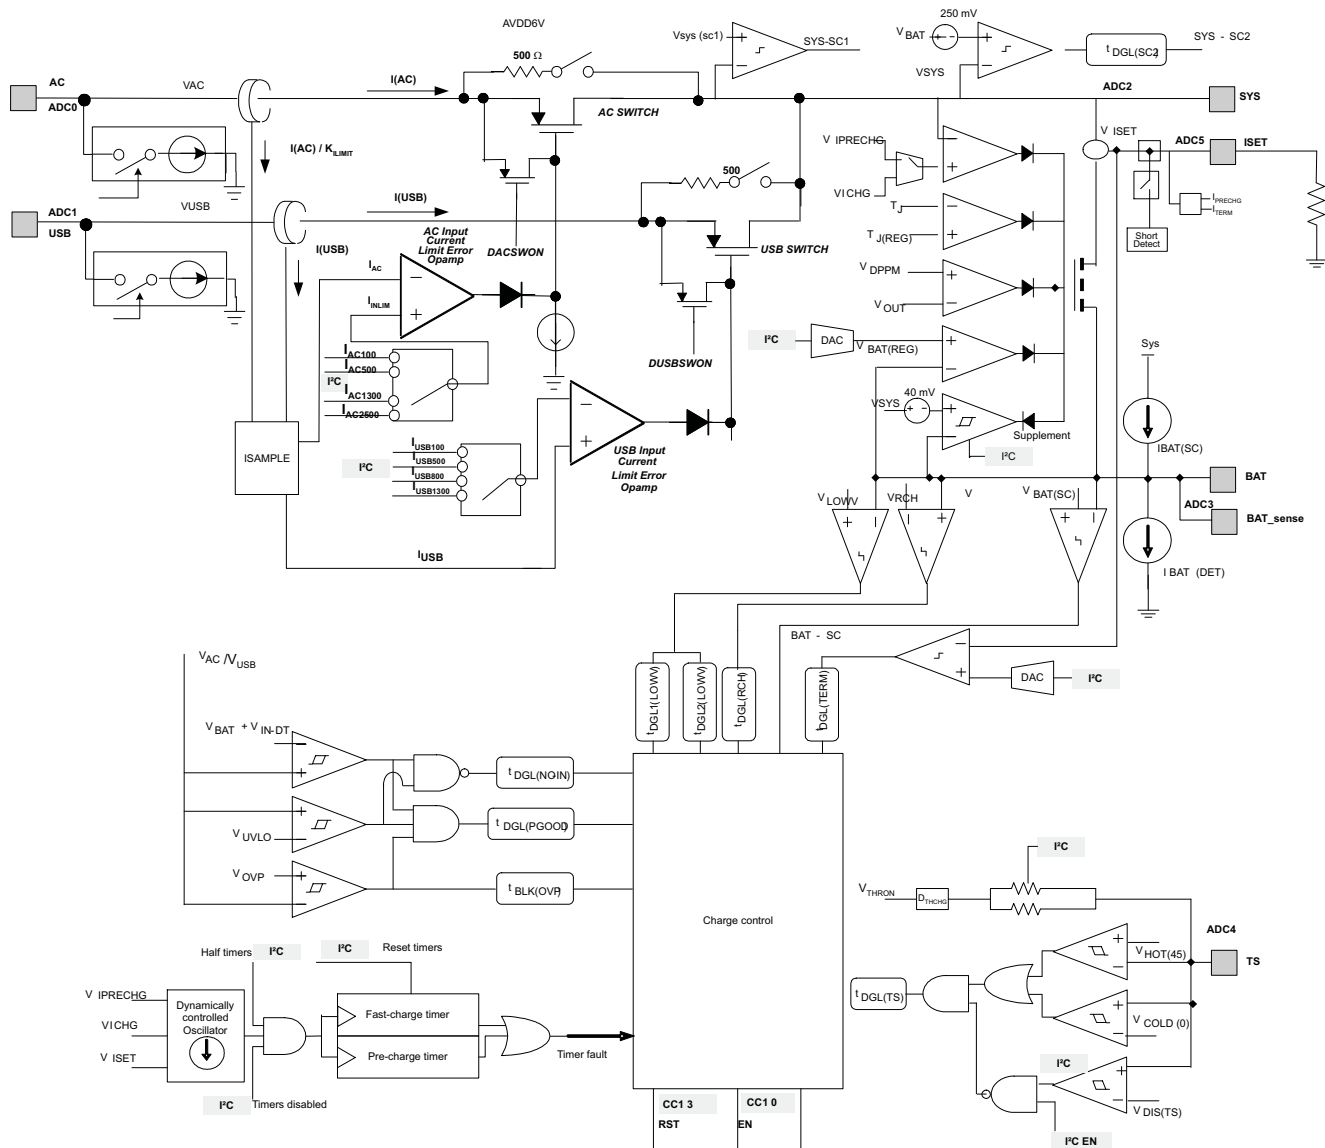 AVDD6V
250 mV
Vsys (sc1)
SYS-SC1
V BAT
t DGL(SC2)
SYS - SC2
500 Ω
VSYS
AC
ADC0
VAC
I(AC)
AC SWITCH
ADC2
SYS
I(AC) / K ILIMIT
V IPRECHG
V ISET
ADC5
ISET
500
VICHG
I PRECHG
I TERM
ADC1
USB
VUSB
I(USB)
T J
T J(REG)
Short
Detect
AC Input
Current
Limit Error
Opamp
DACSWON
USB SWITCH
I(USB)
I AC
V DPPM
I INLIM
V OUT
I²C
DAC
V BAT(REG)
Sys
I AC100
I AC500
I²C
I AC1300
I AC2500
DUSBSWON
40 mV
VSYS
Supplement
I²C
IBAT(SC)
ISAMPLE
I USB100
I USB500
I²C
I USB800
I USB1300
USB Input
Current
Limit Error
Opamp
BAT
V LOWV
VRCH
V
V BAT(SC)
ADC3
BAT_sense
I USB
I BAT (DET)
BAT - SC
V AC /V USB
t DGL1(LOWV)
t DGL2(LOWV)
t DGL(RCH)
t DGL(TERM)
DAC
I²C
V BAT + V IN-DT
t DGL(NO-IN)
V UVLO
t DGL(PGOOD)
V OVP
t BLK(OVP)
Charge control
I²C
V THRON
D THCHG
ADC4
TS
V HOT(45)
t DGL(TS)
V COLD (0)
I²C
V DIS(TS)
I²C EN
Half timers
I²C
I²C
Reset timers
V IPRECHG
VICHG
V ISET
Dynamically
controlled
Oscillator
Fast-charge timer
Pre-charge timer
Timer fault
I²C
Timers disabled
CC1 3
RST
CC1 0
EN